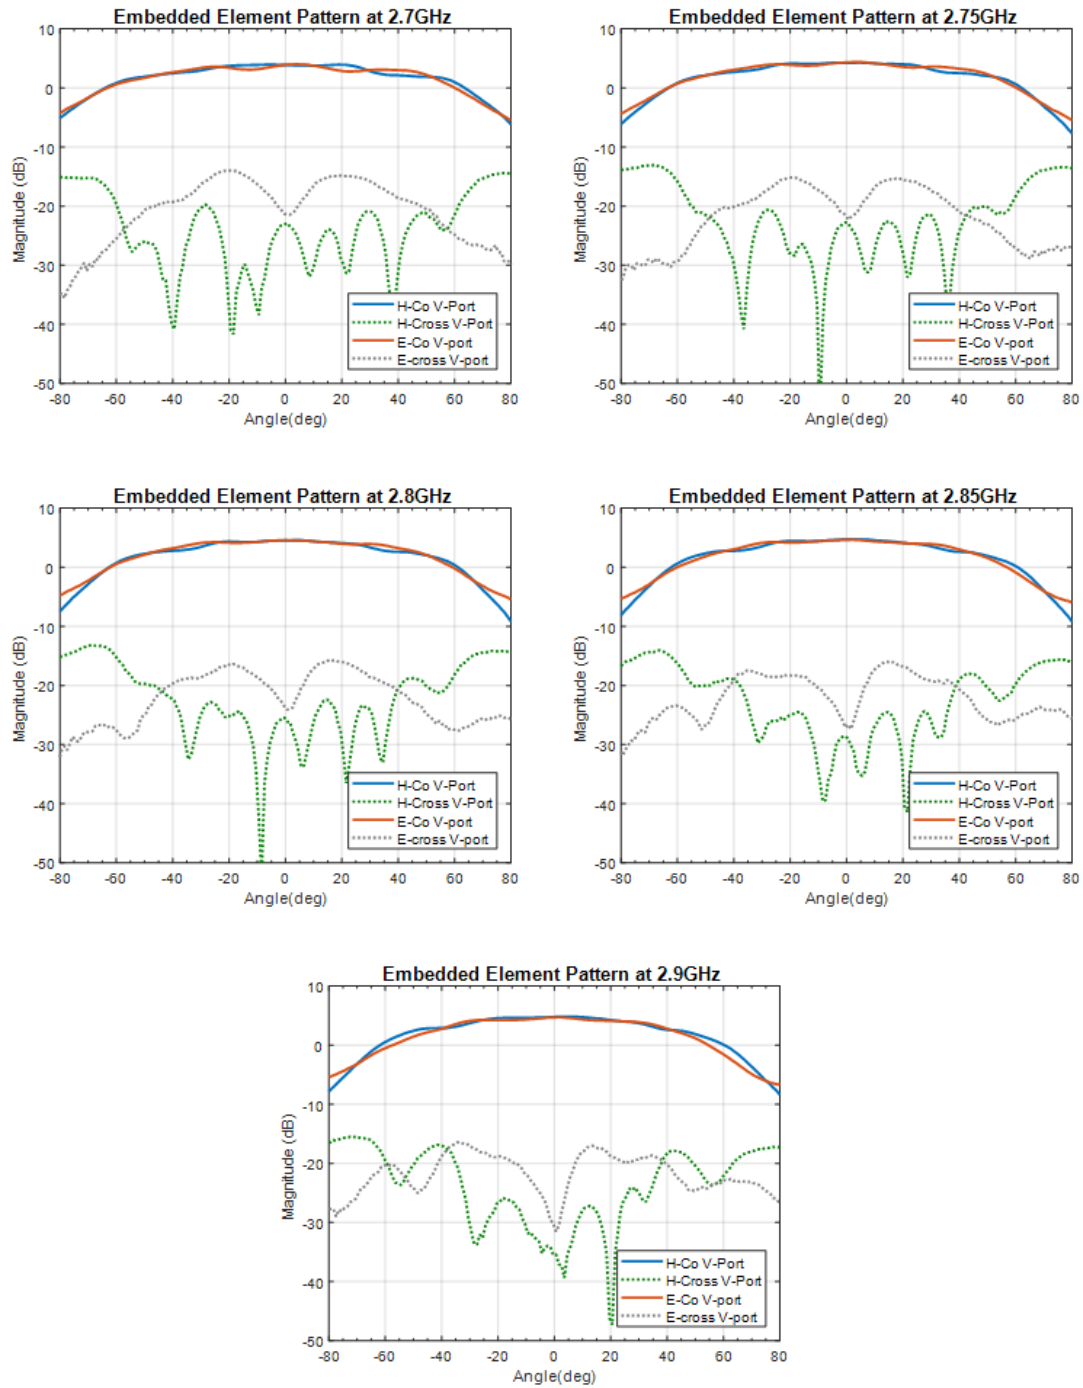 Embedded Element Pattern at 2.7GHz
10
0
-10
-20
-30
-40
-50
Magnitude (dB)
H-Co V-Port
H-Cross V-Port
E-Co V-port
E-cross V-port
-80 -60 -40 -20 0 20 40 60 80
Angle(deg)
Embedded Element Pattern at 2.75GHz
10
0
-10
-20
-30
-40
-50
Magnitude (dB)
H-Co V-Port
H-Cross V-Port
E-Co V-port
E-cross V-port
-80 -60 -40 -20 0 20 40 60 80
Angle(deg)
Embedded Element Pattern at 2.8GHz
10
0
-10
-20
-30
-40
-50
Magnitude (dB)
H-Co V-Port
H-Cross V-Port
E-Co V-port
E-cross V-port
-80 -60 -40 -20 0 20 40 60 80
Angle(deg)
Embedded Element Pattern at 2.85GHz
10
0
-10
-20
-30
-40
-50
Magnitude (dB)
H-Co V-Port
H-Cross V-Port
E-Co V-port
E-cross V-port
-80 -60 -40 -20 0 20 40 60 80
Angle(deg)
Embedded Element Pattern at 2.9GHz
10
0
-10
-20
-30
-40
-50
Magnitude (dB)
H-Co V-Port
H-Cross V-Port
E-Co V-port
E-cross V-port
-80 -60 -40 -20 0 20 40 60 80
Angle(deg)